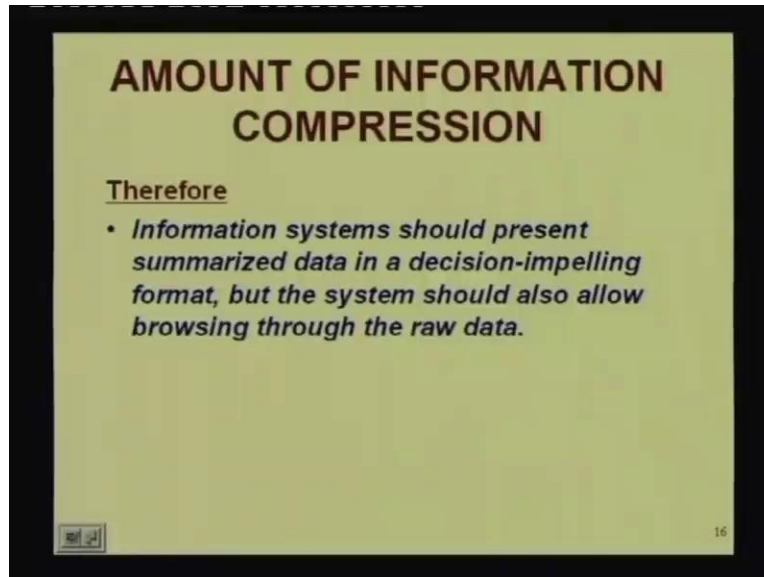 AMOUNT OF INFORMATION
COMPRESSION
Therefore
• Information systems should present
summarized data in a decision-impelling
format, but the system should also allow
browsing through the raw data.
16